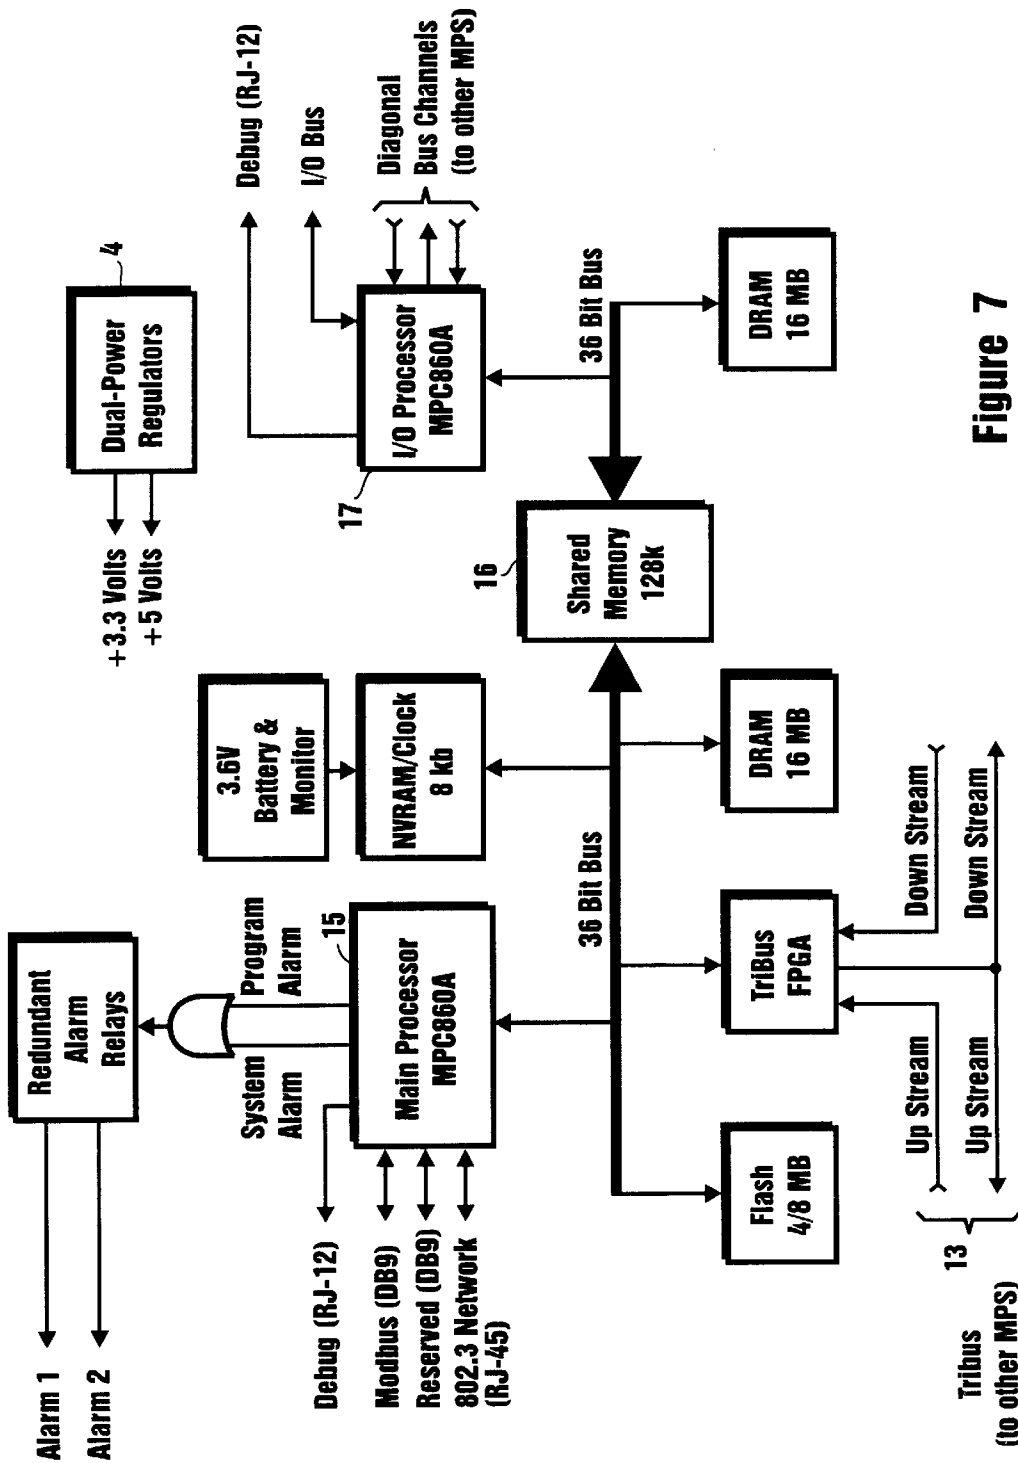 Alarm 1
Alarm 2
Redundant
Alarm
Relays
System
Alarm
Program
Alarm
3.6V
Battery &
Monitor
+3.3 Volts
+5 Volts
Dual-Power
Regulators
4
Debug (RJ-12)
Modbus (DB9)
Reserved (DB9)
802.3 Network
(RJ-45)
Main Processor
MPC860A
15
NVRAM/Clock
8 kb
Debug (RJ-12)
I/O Bus
I/O Processor
MPC860A
17
Diagonal
Bus Channels
(to other MPS)
36 Bit Bus
16
Shared
Memory
128k
36 Bit Bus
Flash
4/8 MB
TriBus
FPGA
DRAM
16 MB
DRAM
16 MB
Up Stream
Down Stream
Up Stream
Down Stream
13
Tribus
(to other MPS)
Figure 7